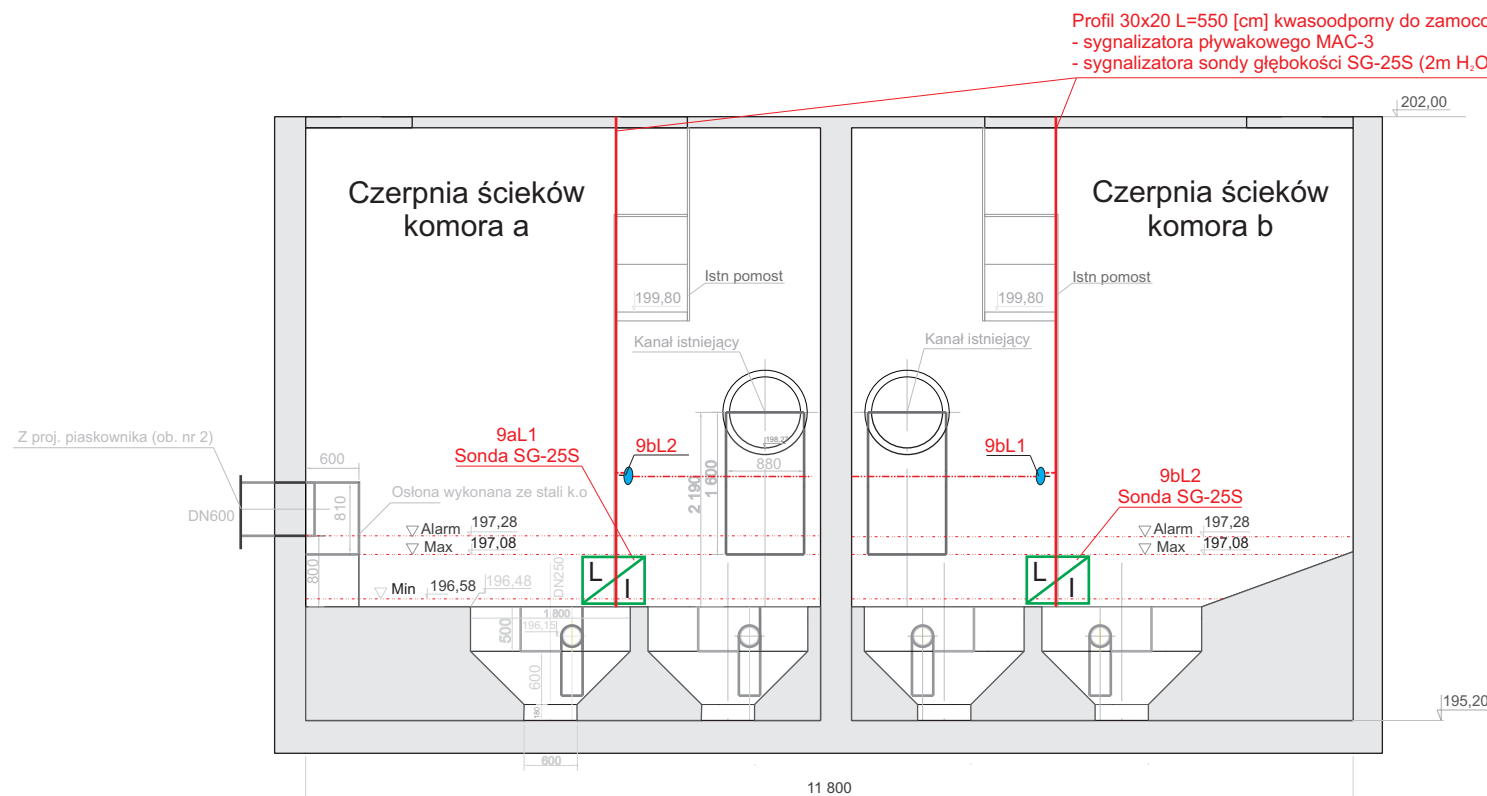 Profil 30x20 L=550 [cm] kwasoodporny do zamoco
- sygnalizatora pływakowego MAC-3
- sygnalizatora sondy głębokości SG-25S (2m H₂O
202,00
Czerpnia ścieków
komora a
Czerpnia ścieków
komora b
Istn pomost
Istn pomost
199,80
199,80
Kanał istniejący
Kanał istniejący
Z proj. piaskownika (ob. nr 2)
9aL1
Sonda SG-25S
9bL2
198,27
880
9bL1
9bL2
Sonda SG-25S
600
Osłona wykonana ze stali k.o
810
2 190
1 600
DN600
Alarm 197,28
Max 197,08
Alarm 197,28
Max 197,08
800
Min 196,58
196,48
DN250
L
I
L
I
1 800
500
196,15
600
180
195,20
600
11 800